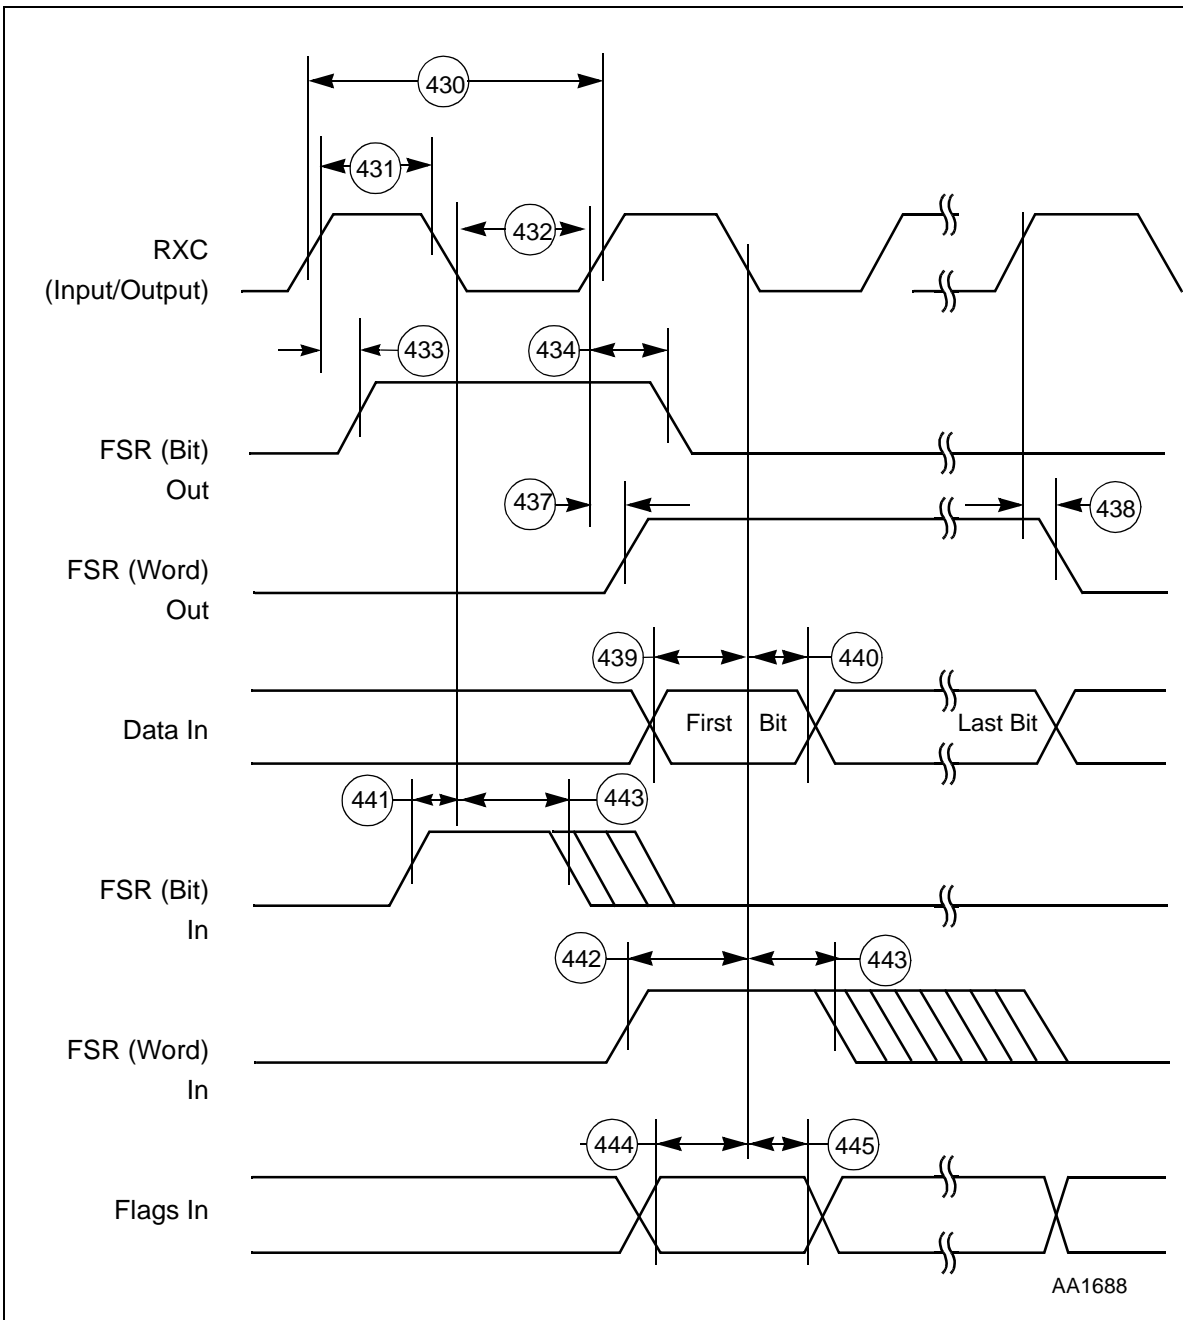 430
431
432
RXC
(Input/Output)
433
434
FSR (Bit)
Out
437
438
FSR (Word)
Out
439
440
Data In
First
Bit
Last Bit
441
443
FSR (Bit)
In
442
443
FSR (Word)
In
444
445
Flags In
AA1688